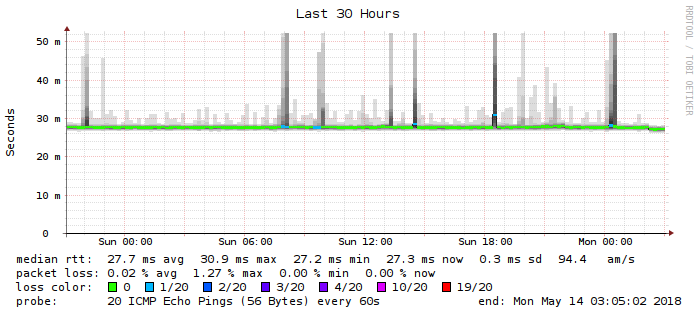 Last 30 Hours
RRDTOOL / TOBI OETIKER
Seconds
50 m
40 m
30 m
20 m
10 m
0
Sun 00:00 Sun 06:00 Sun 12:00 Sun 18:00 Mon 00:00
median rtt: 27.7 ms avg 30.9 ms max 27.2 ms min 27.3 ms now 0.3 ms sd 94.4 am/s
packet loss: 0.02 % avg 1.27 % max 0.00 % min 0.00 % now
loss color: 0 1/20 2/20 3/20 4/20 10/20 19/20
probe: 20 ICMP Echo Pings (56 Bytes) every 60s end: Mon May 14 03:05:02 2018